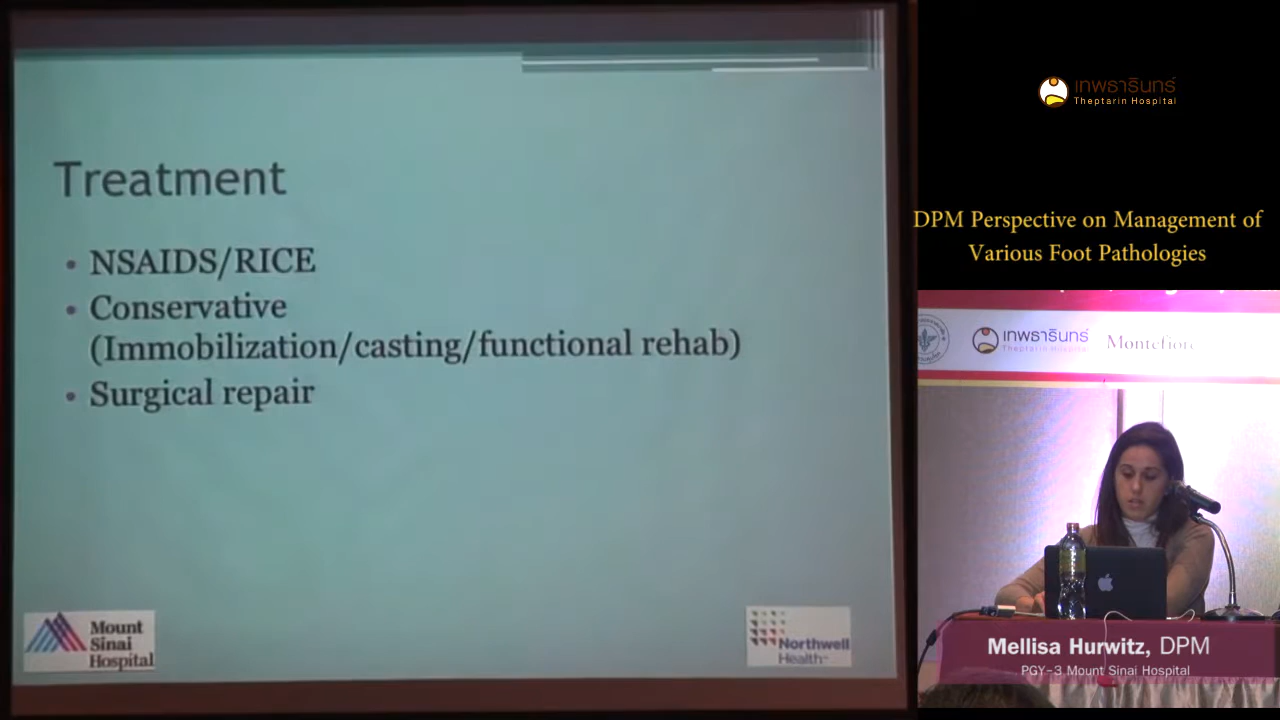 Treatment
• NSAIDS/RICE
• Conservative
(Immobilization/casting/functional rehab)
• Surgical repair
Mount
Sinai
Hospital
Northwell
Health
เทพธารินทร์
Theptarin Hospital
DPM Perspective on Management of
Various Foot Pathologies
เทพธารินทร์
Theptarin Hospital
Montefiore
Mellisa Hurwitz, DPM
PGY-3 Mount Sinai Hospital